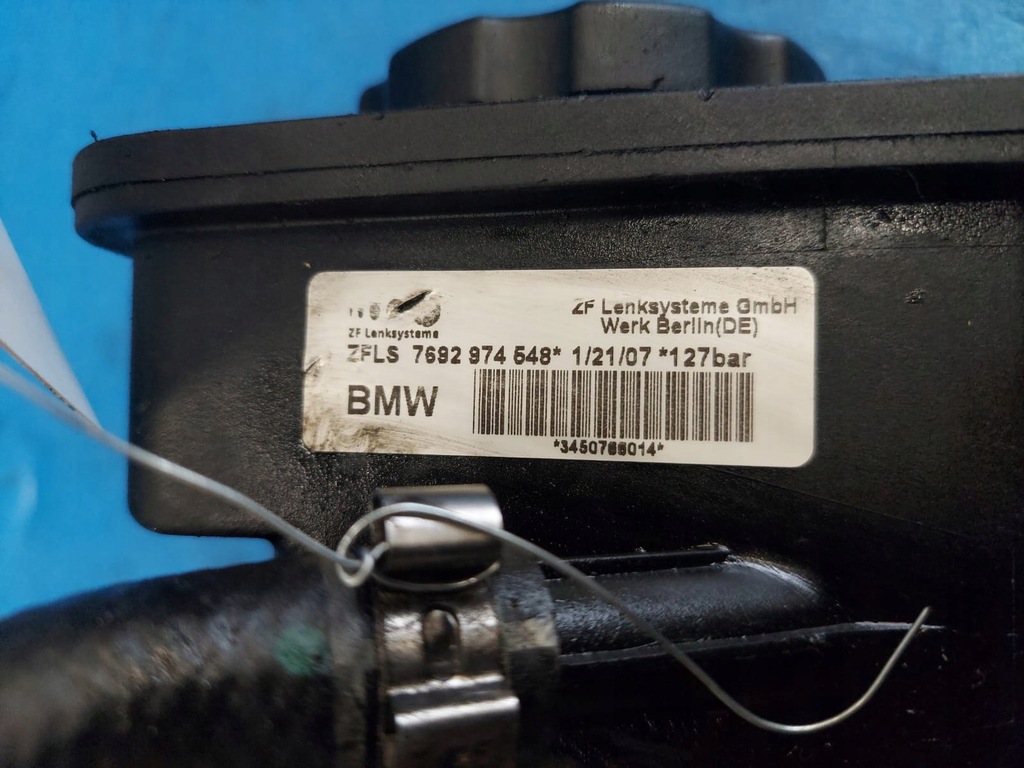 ZF Lenksysteme
ZF Lenksysteme GmbH
Werk Berlin(DE)
ZFLS 7692 974 548* 1/21/07 *127bar
BMW
*3450766014*